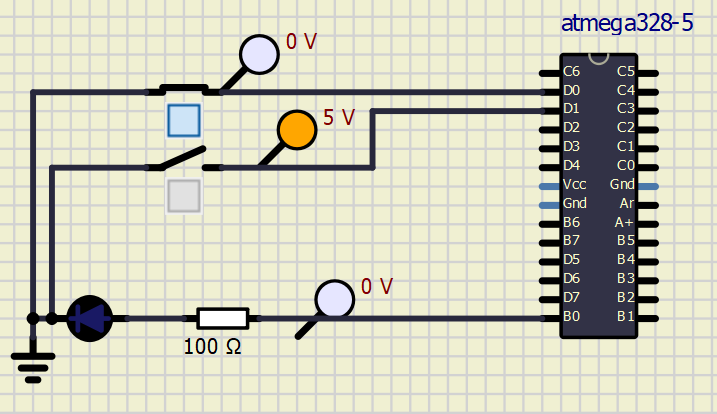 atmega328-5
0 V
5 V
0 V
100 Ω
C6 C5
D0 C4
D1 C3
D2 C2
D3 C1
D4 C0
Vcc Gnd
Gnd Ar
B6 A+
B7 B5
D5 B4
D6 B3
D7 B2
B0 B1